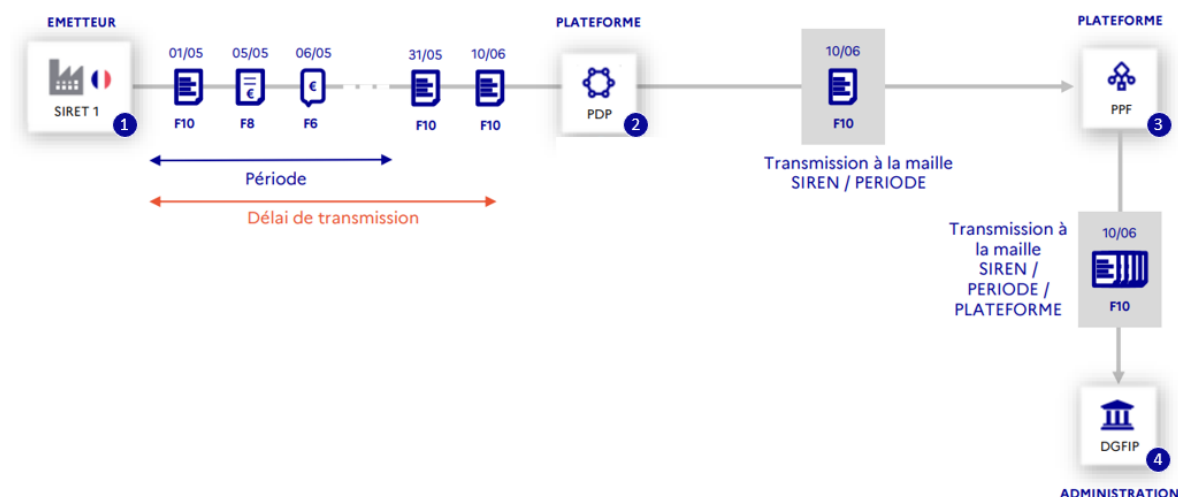 EMETTEUR
PLATEFORME
PLATEFORME
01/05
05/05
06/05
31/05
10/06
10/06
SIRET 1
1
€
€
F10
F8
F6
F10
F10
PDP
2
F10
PPF
3
Période
Délai de transmission
Transmission à la maille
SIREN / PERIODE
Transmission à
la maille
SIREN /
PERIODE /
PLATEFORME
10/06
F10
DGFIP
4
ADMINISTRATION